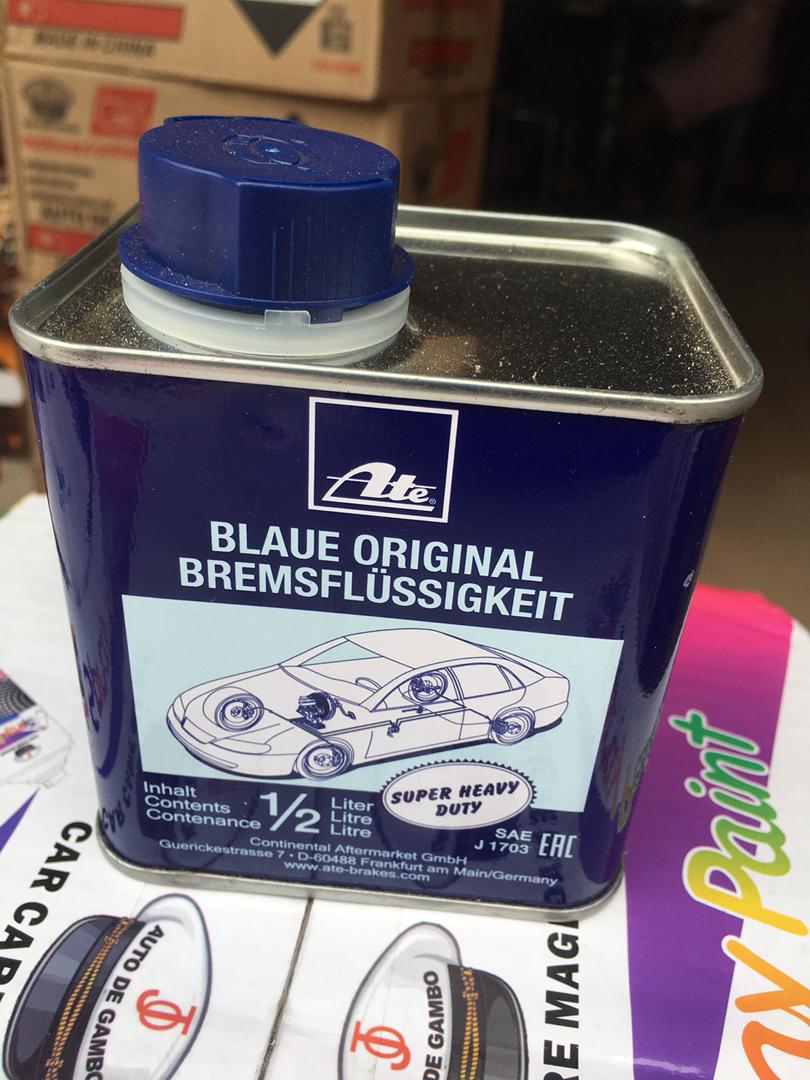 MADE IN CHINA
Ate®
BLAUE ORIGINAL
BREMSFLÜSSIGKEIT
Inhalt
Contents
Contenance
1/2
Liter
Litre
Litre
SUPER HEAVY
DUTY
SAE
J 1703
EAC
Continental Aftermarket GmbH
Guerickestrasse 7 · D-60488 Frankfurt am Main/Germany
www.ate-brakes.com
CAR CARE
AUTO DE GAMBO
DE GAMBO
RE MAGI
Paint